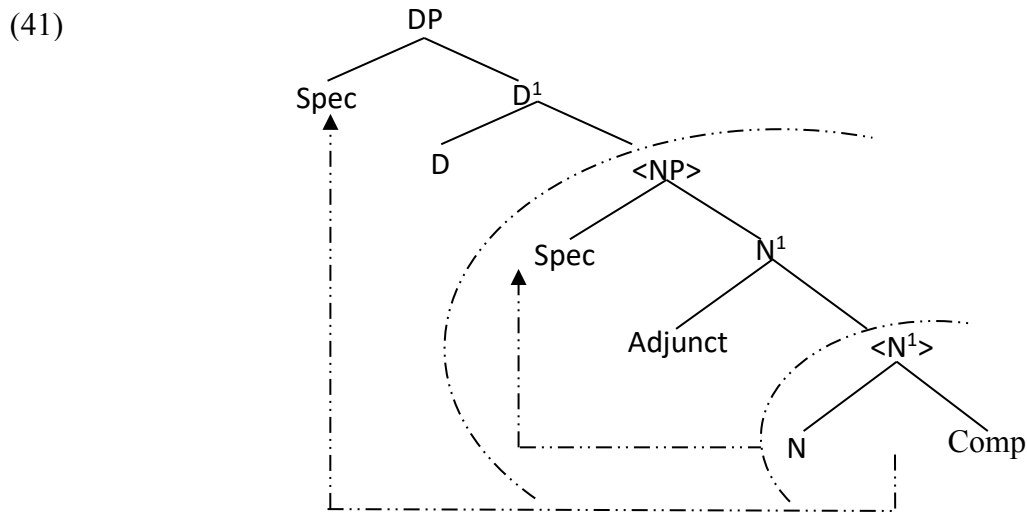 (41) DP
Spec D¹
D <NP>
Spec N¹
Adjunct <N¹>
N Comp